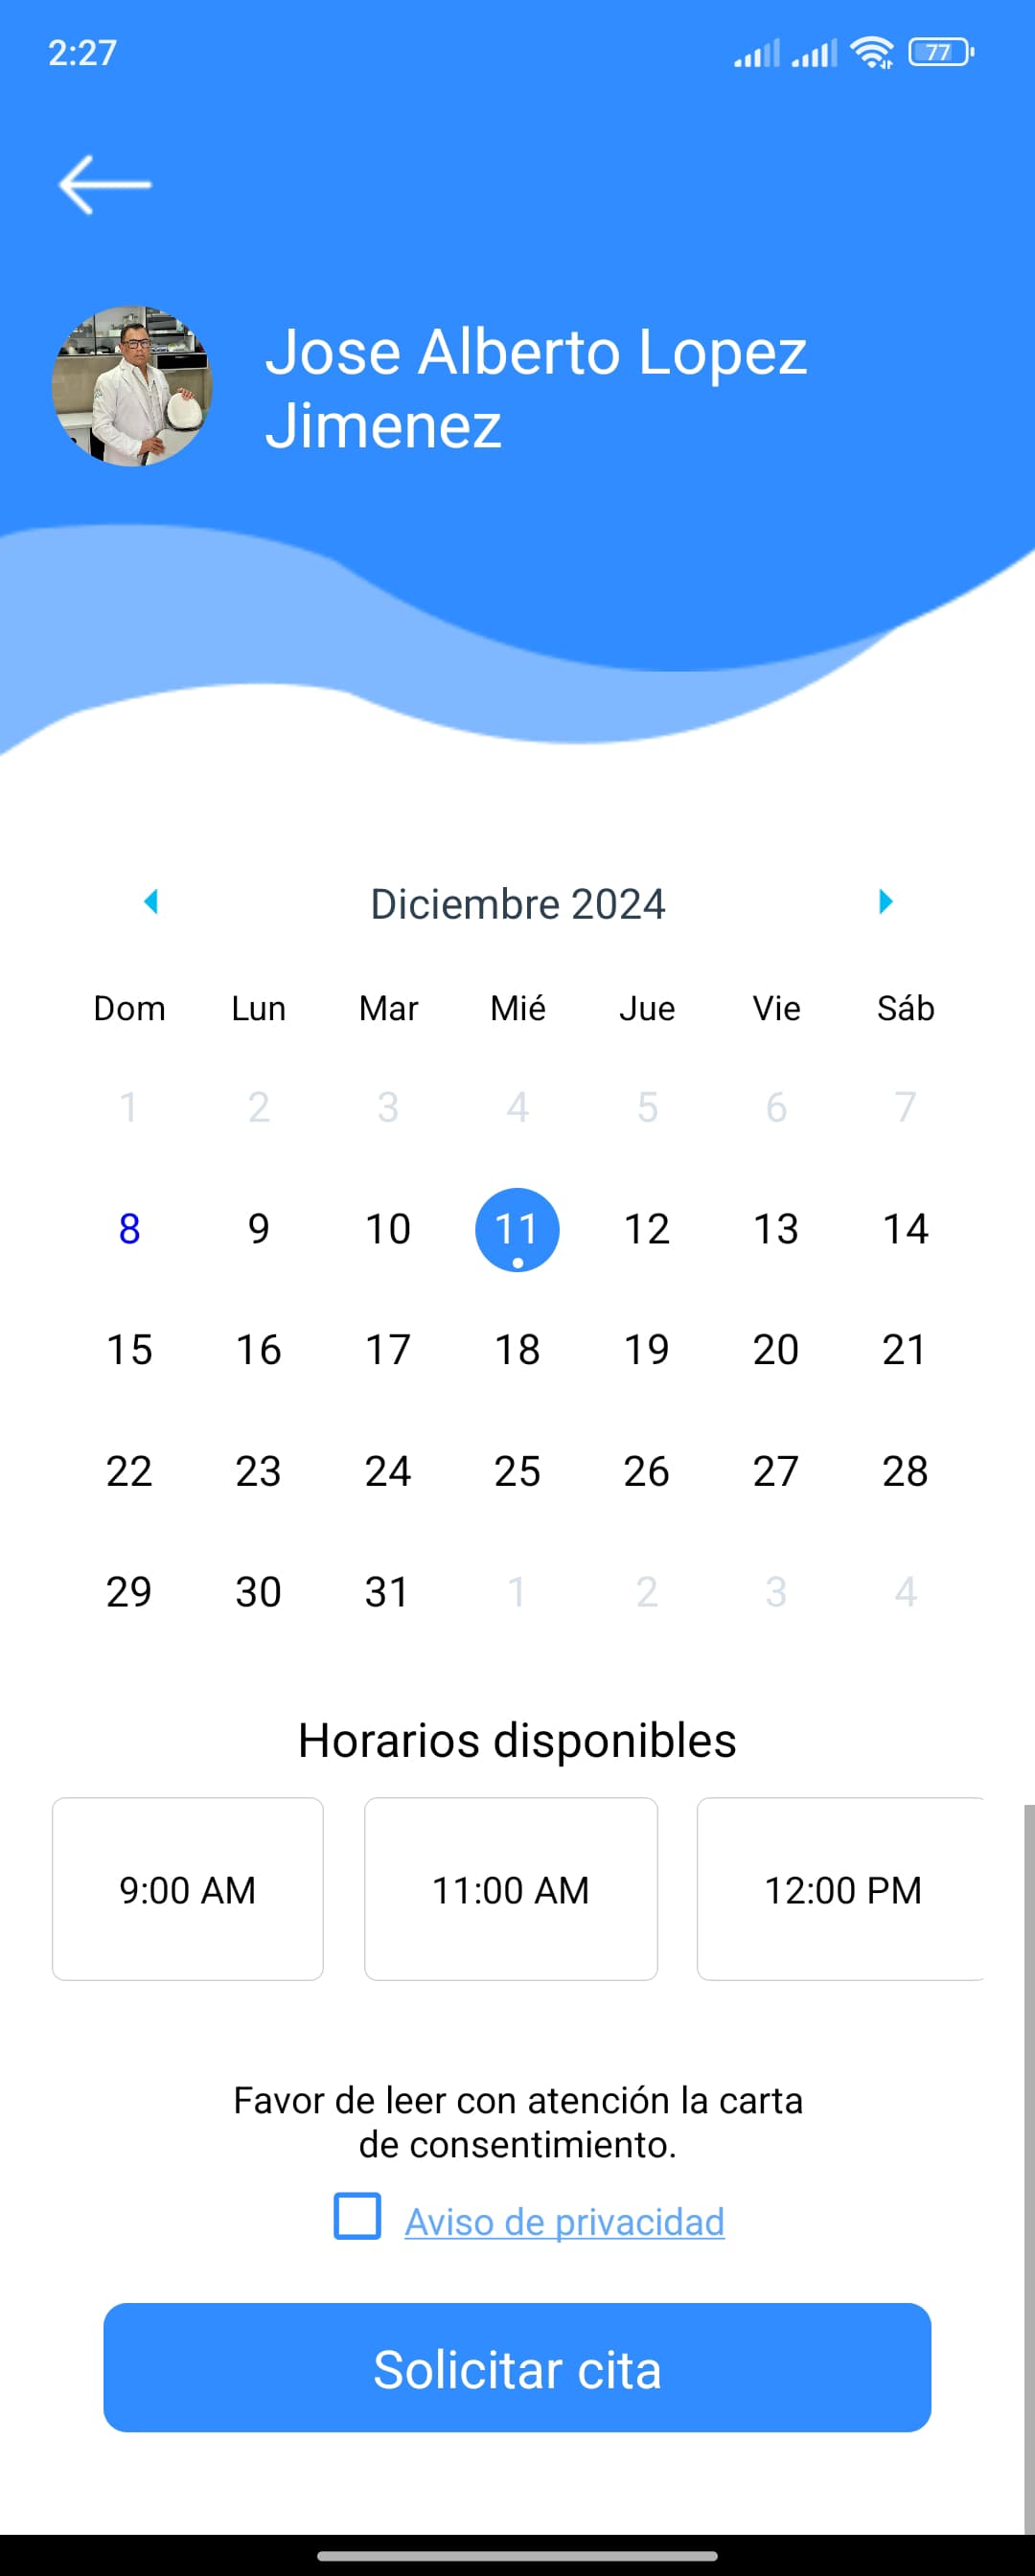 2:27
77
Jose Alberto Lopez
Jimenez
Diciembre 2024
Dom Lun Mar Mié Jue Vie Sáb
1 2 3 4 5 6 7
8 9 10 11 12 13 14
15 16 17 18 19 20 21
22 23 24 25 26 27 28
29 30 31 1 2 3 4
Horarios disponibles
9:00 AM 11:00 AM 12:00 PM
Favor de leer con atención la carta
de consentimiento.
Aviso de privacidad
Solicitar cita